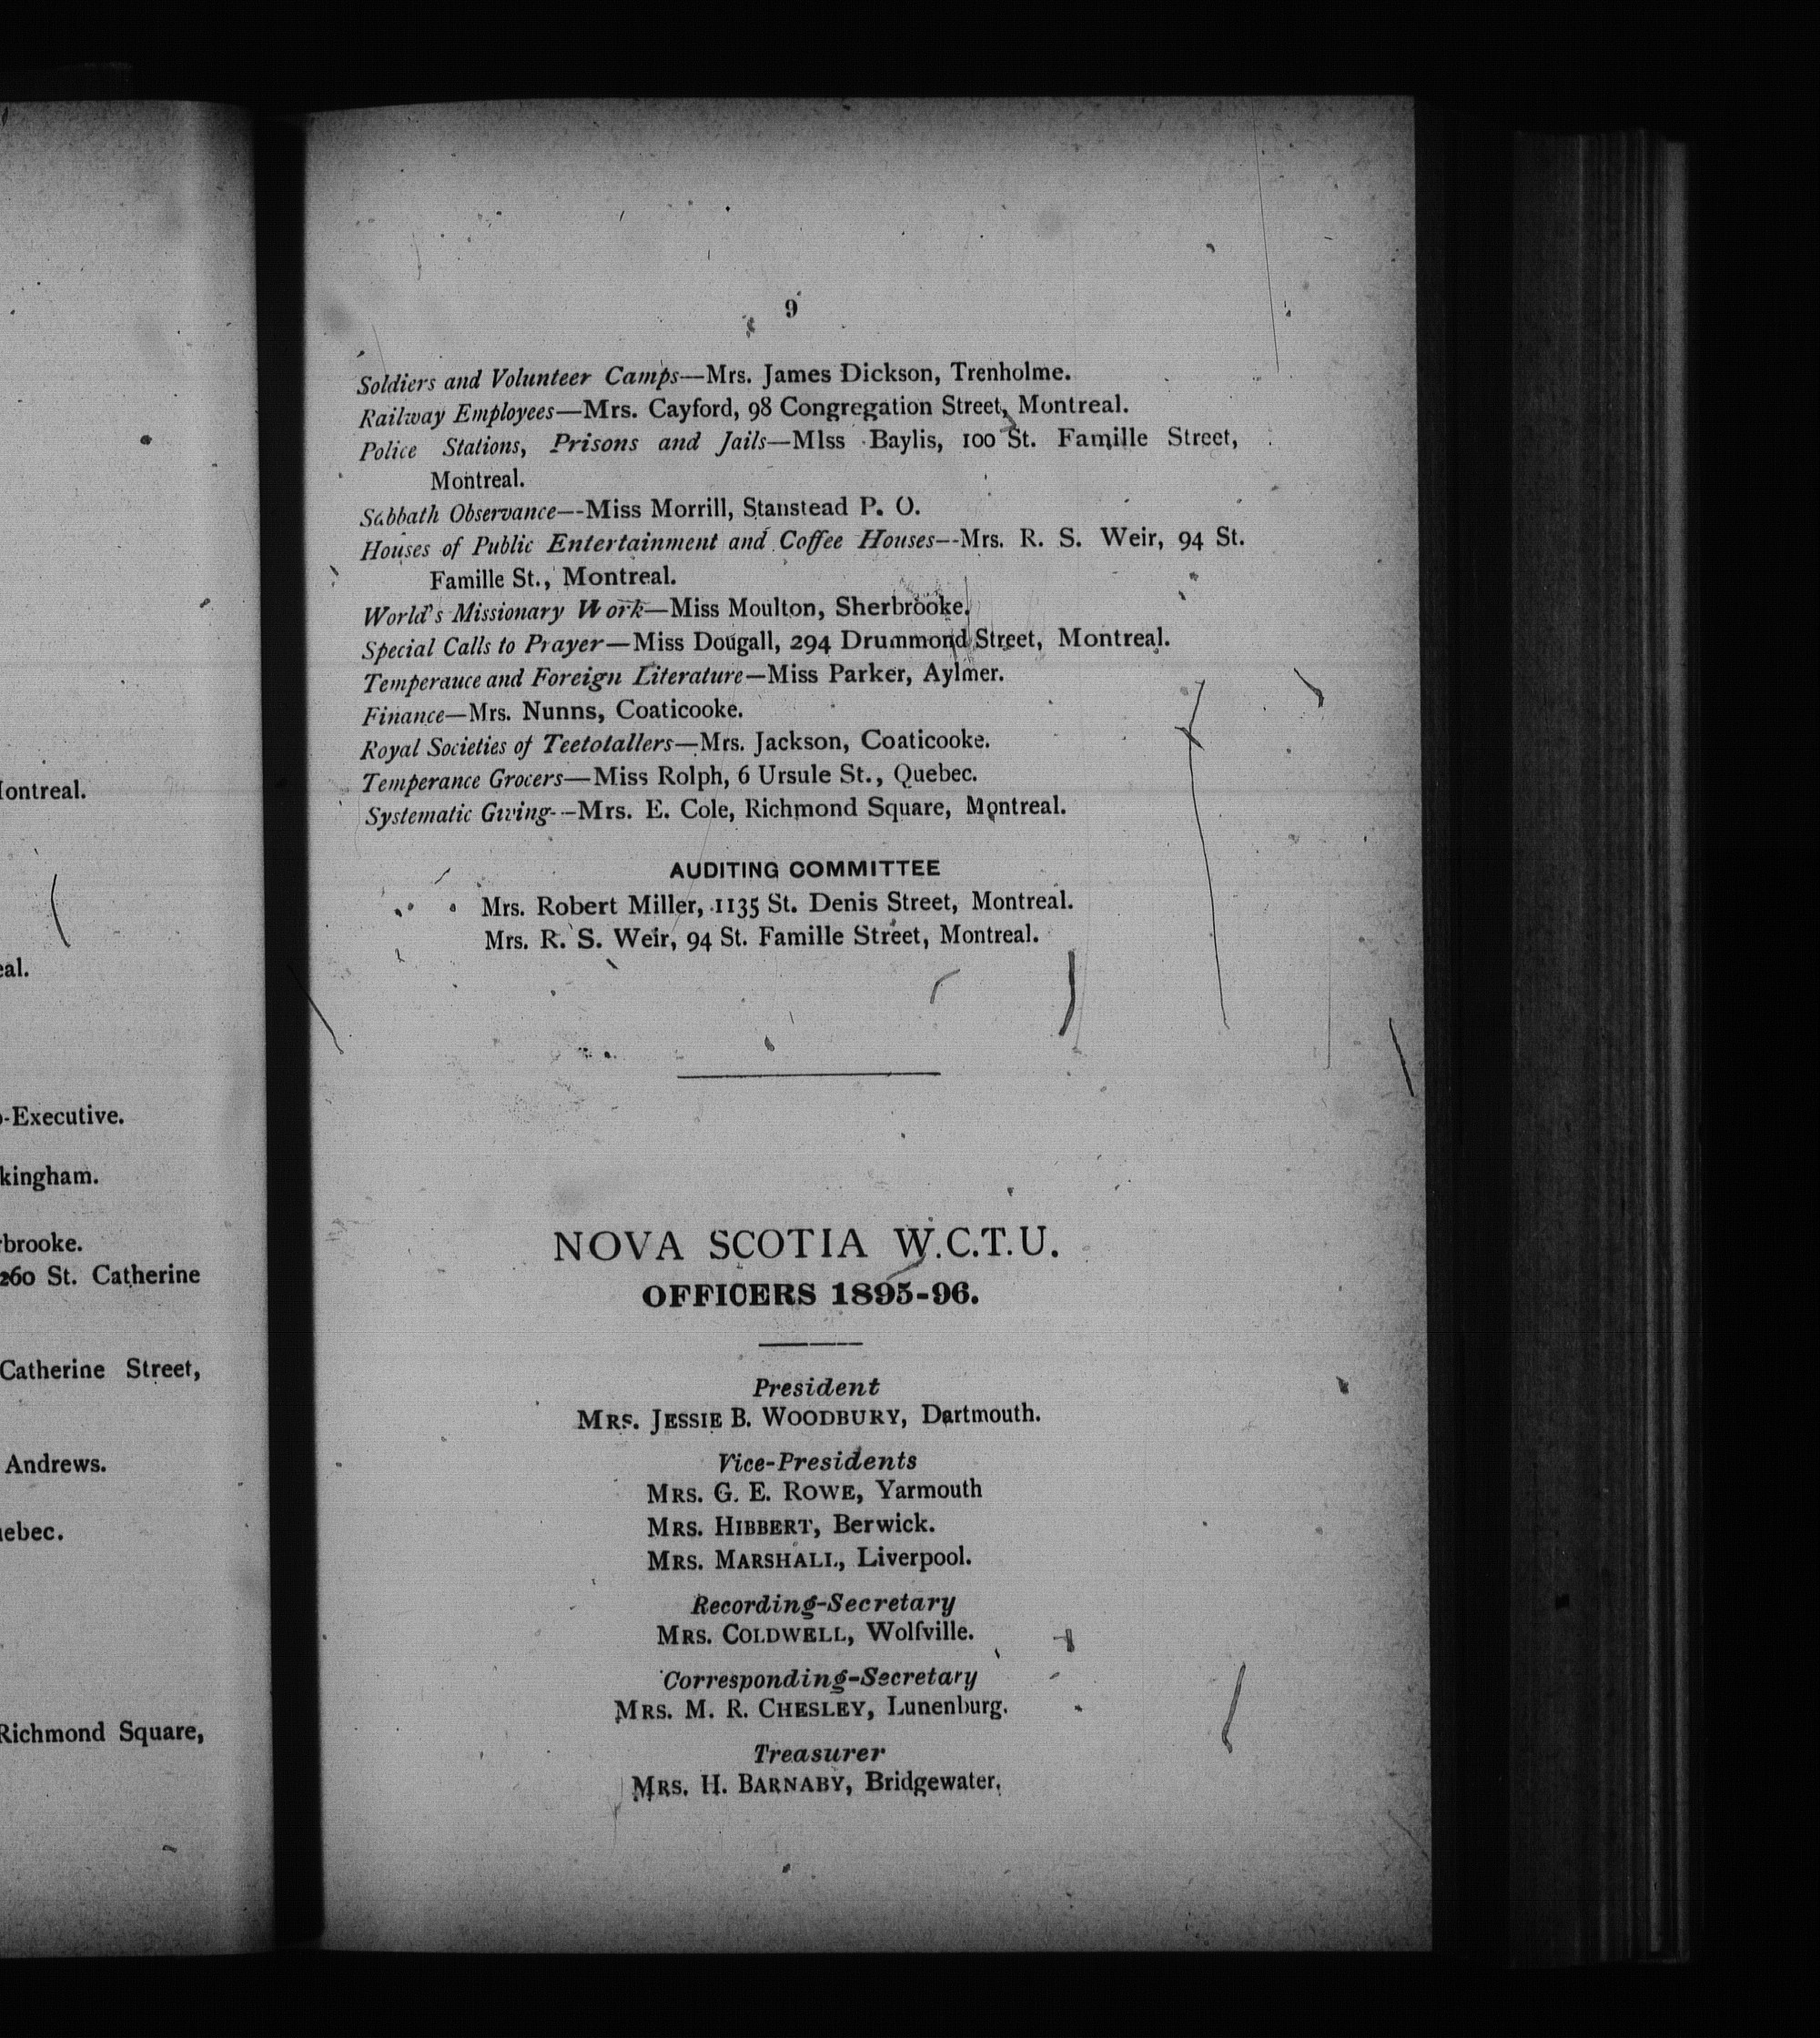 ontreal.
eal.
-Executive.
kingham.
brooke.
260 St. Catherine
Catherine Street,
Andrews.
uebec.
Richmond Square,
9
Soldiers and Volunteer Camps—Mrs. James Dickson, Trenholme.
Railway Employees—Mrs. Cayford, 98 Congregation Street, Montreal.
Police Stations, Prisons and Jails—MIss Baylis, 100 St. Famille Street,
Montreal.
Sabbath Observance—-Miss Morrill, Stanstead P. O.
Houses of Public Entertainment and Coffee Houses—-Mrs. R. S. Weir, 94 St.
Famille St., Montreal.
World's Missionary Work—Miss Moulton, Sherbrooke.
Special Calls to Prayer—Miss Dougall, 294 Drummond Street, Montreal.
Temperauce and Foreign Literature—Miss Parker, Aylmer.
Finance—Mrs. Nunns, Coaticooke.
Royal Societies of Teetotallers—Mrs. Jackson, Coaticooke.
Temperance Grocers—Miss Rolph, 6 Ursule St., Quebec.
Systematic Giving--Mrs. E. Cole, Richmond Square, Montreal.
AUDITING COMMITTEE
Mrs. Robert Miller, 1135 St. Denis Street, Montreal.
Mrs. R. S. Weir, 94 St. Famille Street, Montreal.
NOVA SCOTIA W.C.T.U.
OFFICERS 1895-96.
President
MRS. JESSIE B. WOODBURY, Dartmouth.
Vice-Presidents
MRS. G. E. ROWE, Yarmouth
MRS. HIBBERT, Berwick.
MRS. MARSHALL, Liverpool.
Recording-Secretary
MRS. COLDWELL, Wolfville.
Corresponding-Secretary
MRS. M. R. CHESLEY, Lunenburg.
Treasurer
MRS. H. BARNABY, Bridgewater.